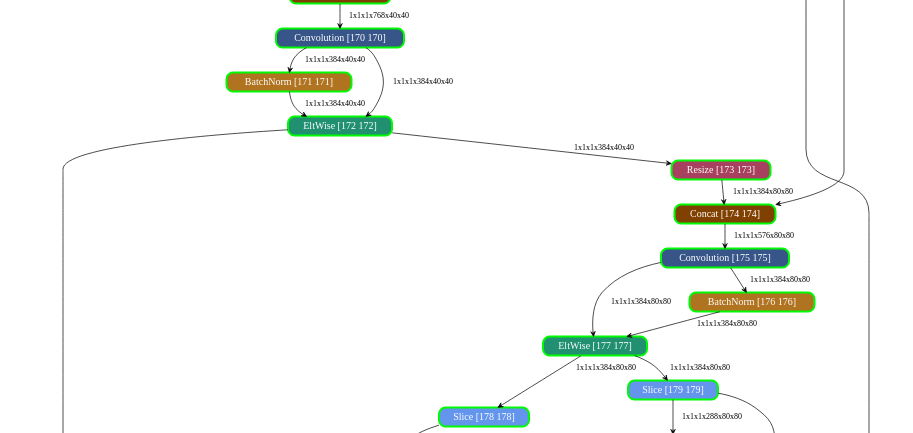 1x1x1x768x40x40
Convolution [170 170]
1x1x1x384x40x40
BatchNorm [171 171]
1x1x1x384x40x40
1x1x1x384x40x40
EltWise [172 172]
1x1x1x384x40x40
Resize [173 173]
1x1x1x384x80x80
Concat [174 174]
1x1x1x576x80x80
Convolution [175 175]
1x1x1x384x80x80
1x1x1x384x80x80
BatchNorm [176 176]
1x1x1x384x80x80
EltWise [177 177]
1x1x1x384x80x80
1x1x1x384x80x80
Slice [179 179]
Slice [178 178]
1x1x1x288x80x80